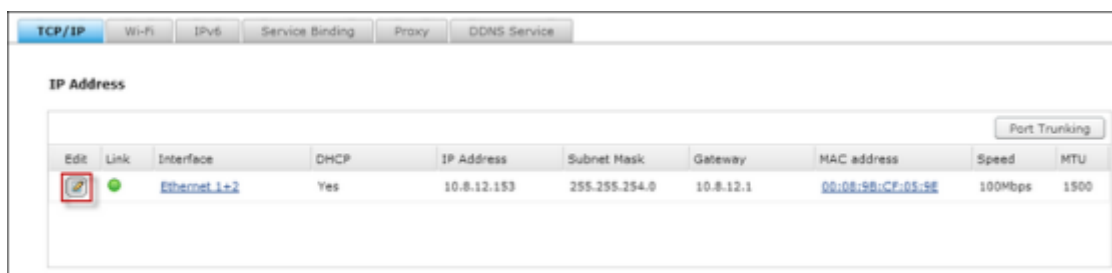 TCP/IP Wi-Fi IPv6 Service Binding Proxy DDNS Service
IP Address
Port Trunking
Edit Link Interface DHCP IP Address Subnet Mask Gateway MAC address Speed MTU
Ethernet 1+2 Yes 10.8.12.153 255.255.254.0 10.8.12.1 00:08:9B:CF:05:9E 100Mbps 1500